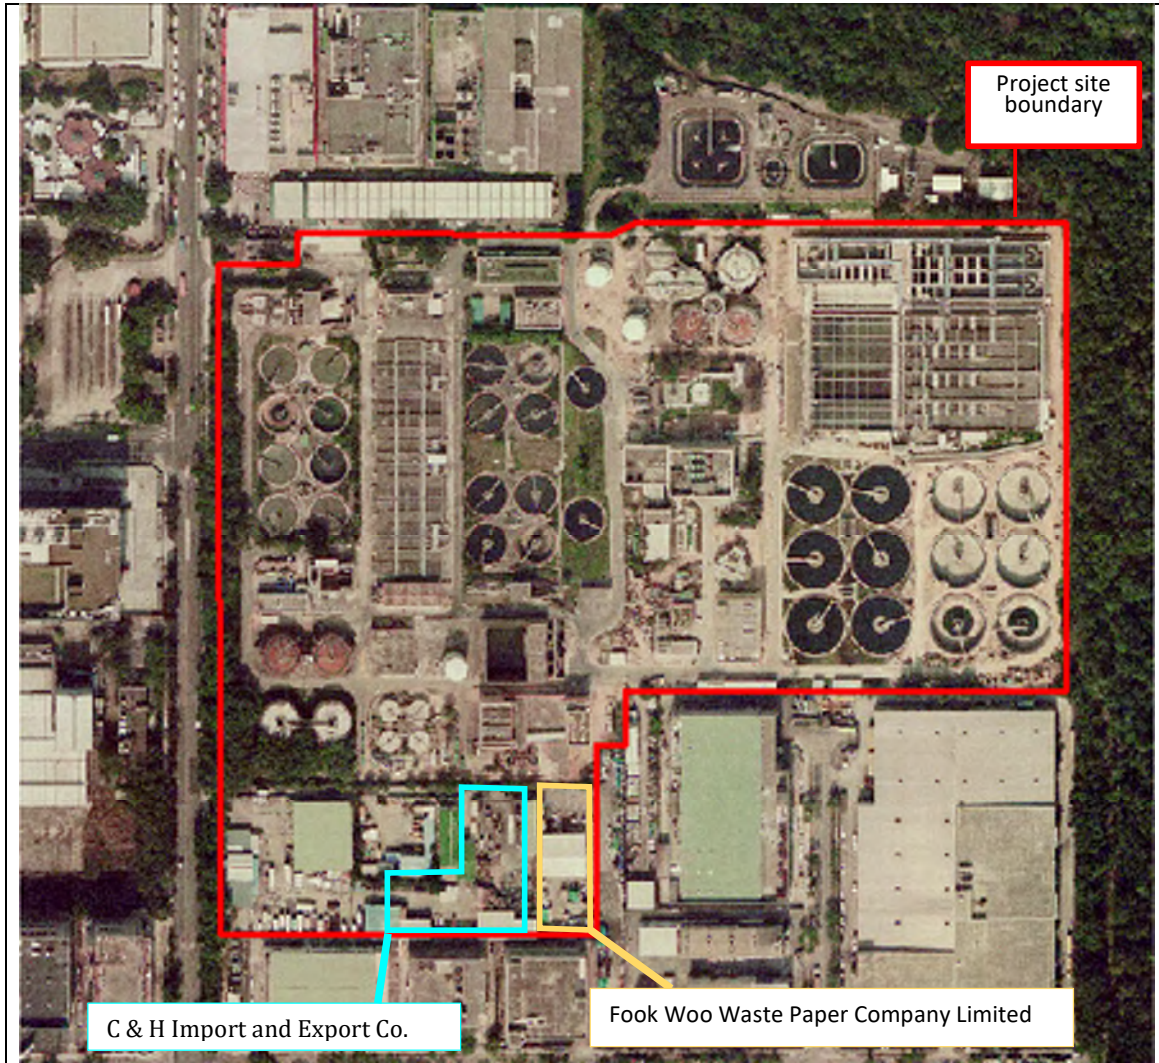 Project site
boundary
C & H Import and Export Co.
Fook Woo Waste Paper Company Limited